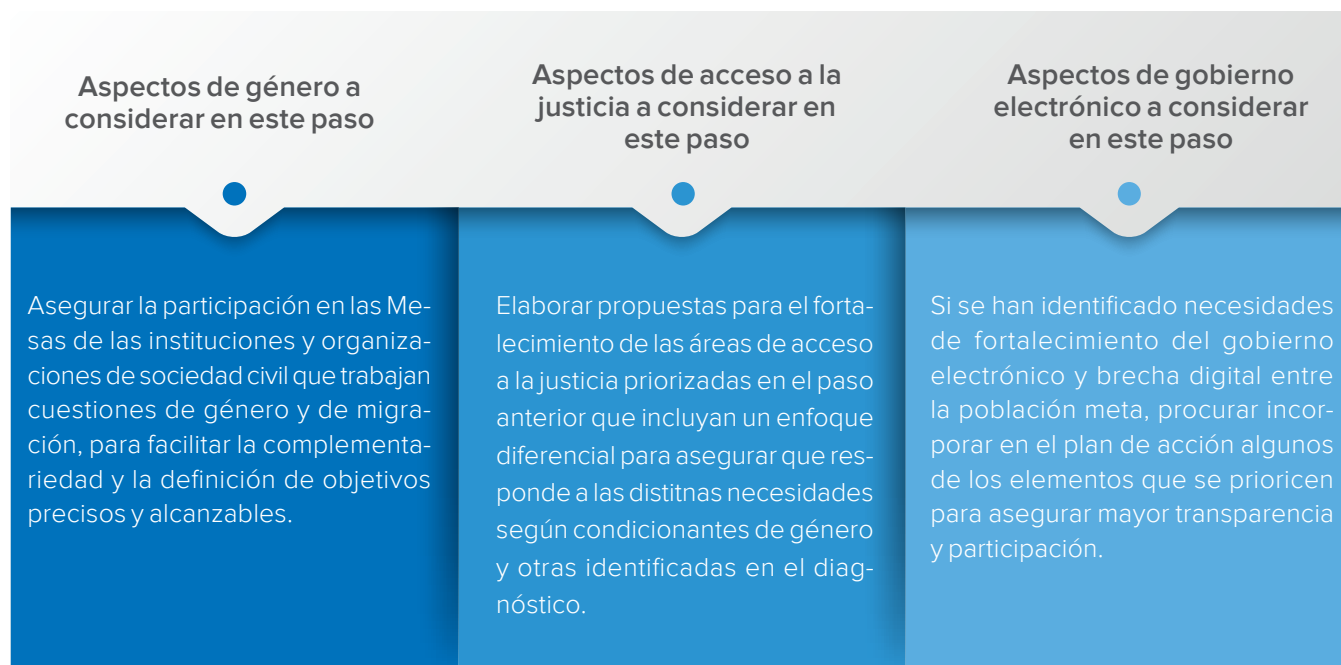 Aspectos de género a
considerar en este paso
Aspectos de acceso a la
justicia a considerar en
este paso
Aspectos de gobierno
electrónico a considerar
en este paso
Asegurar la participación en las Me-
sas de las instituciones y organiza-
ciones de sociedad civil que trabajan
cuestiones de género y de migra-
ción, para facilitar la complementa-
riedad y la definición de objetivos
precisos y alcanzables.
Elaborar propuestas para el forta-
lecimiento de las áreas de acceso
a la justicia priorizadas en el paso
anterior que incluyan un enfoque
diferencial para asegurar que res-
ponde a las distitnas necesidades
según condicionantes de género
y otras identificadas en el diag-
nóstico.
Si se han identificado necesidades
de fortalecimiento del gobierno
electrónico y brecha digital entre
la población meta, procurar incor-
porar en el plan de acción algunos
de los elementos que se prioricen
para asegurar mayor transparencia
y participación.